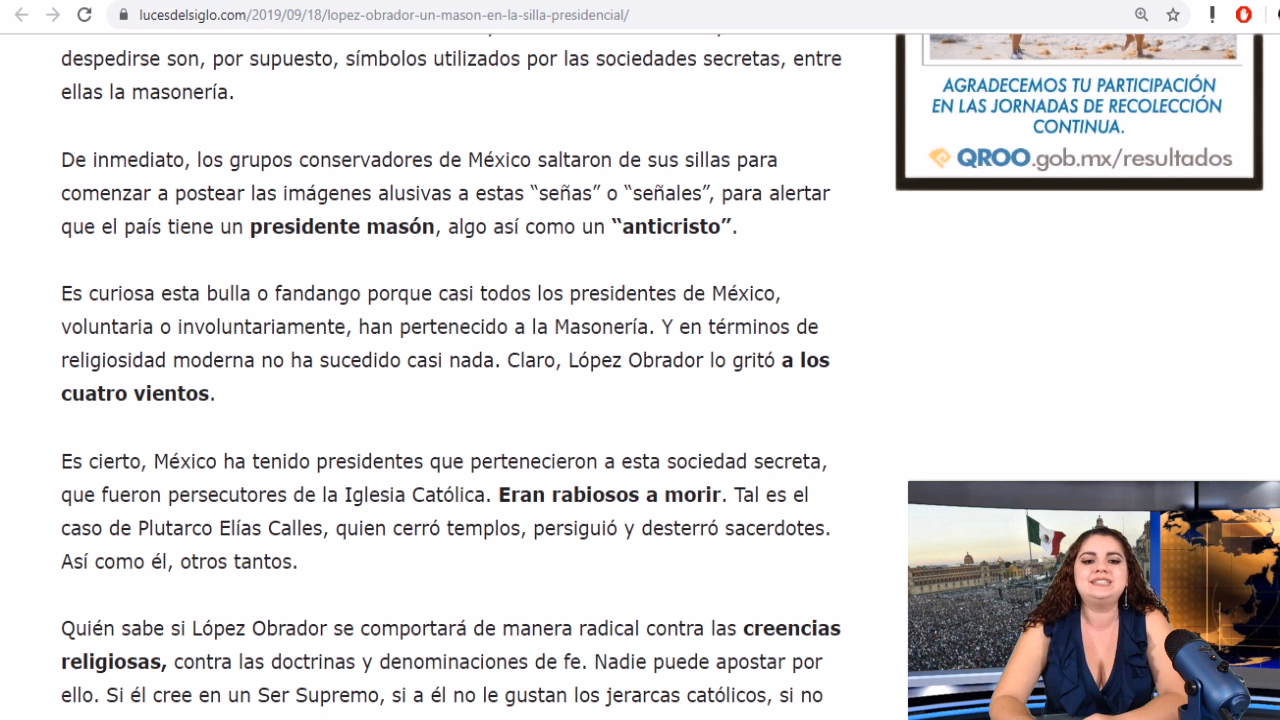 lucesdelsiglo.com/2019/09/18/lopez-obrador-un-mason-en-la-silla-presidencial/
despedirse son, por supuesto, símbolos utilizados por las sociedades secretas, entre
ellas la masonería.
De inmediato, los grupos conservadores de México saltaron de sus sillas para
comenzar a postear las imágenes alusivas a estas “señas” o “señales”, para alertar
que el país tiene un presidente masón, algo así como un “anticristo”.
Es curiosa esta bulla o fandango porque casi todos los presidentes de México,
voluntaria o involuntariamente, han pertenecido a la Masonería. Y en términos de
religiosidad moderna no ha sucedido casi nada. Claro, López Obrador lo gritó a los
cuatro vientos.
Es cierto, México ha tenido presidentes que pertenecieron a esta sociedad secreta,
que fueron persecutores de la Iglesia Católica. Eran rabiosos a morir. Tal es el
caso de Plutarco Elías Calles, quien cerró templos, persiguió y desterró sacerdotes.
Así como él, otros tantos.
Quién sabe si López Obrador se comportará de manera radical contra las creencias
religiosas, contra las doctrinas y denominaciones de fe. Nadie puede apostar por
ello. Si él cree en un Ser Supremo, si a él no le gustan los jerarcas católicos, si no
AGRADECEMOS TU PARTICIPACIÓN
EN LAS JORNADAS DE RECOLECCIÓN
CONTINUA.
QROO.gob.mx/resultados